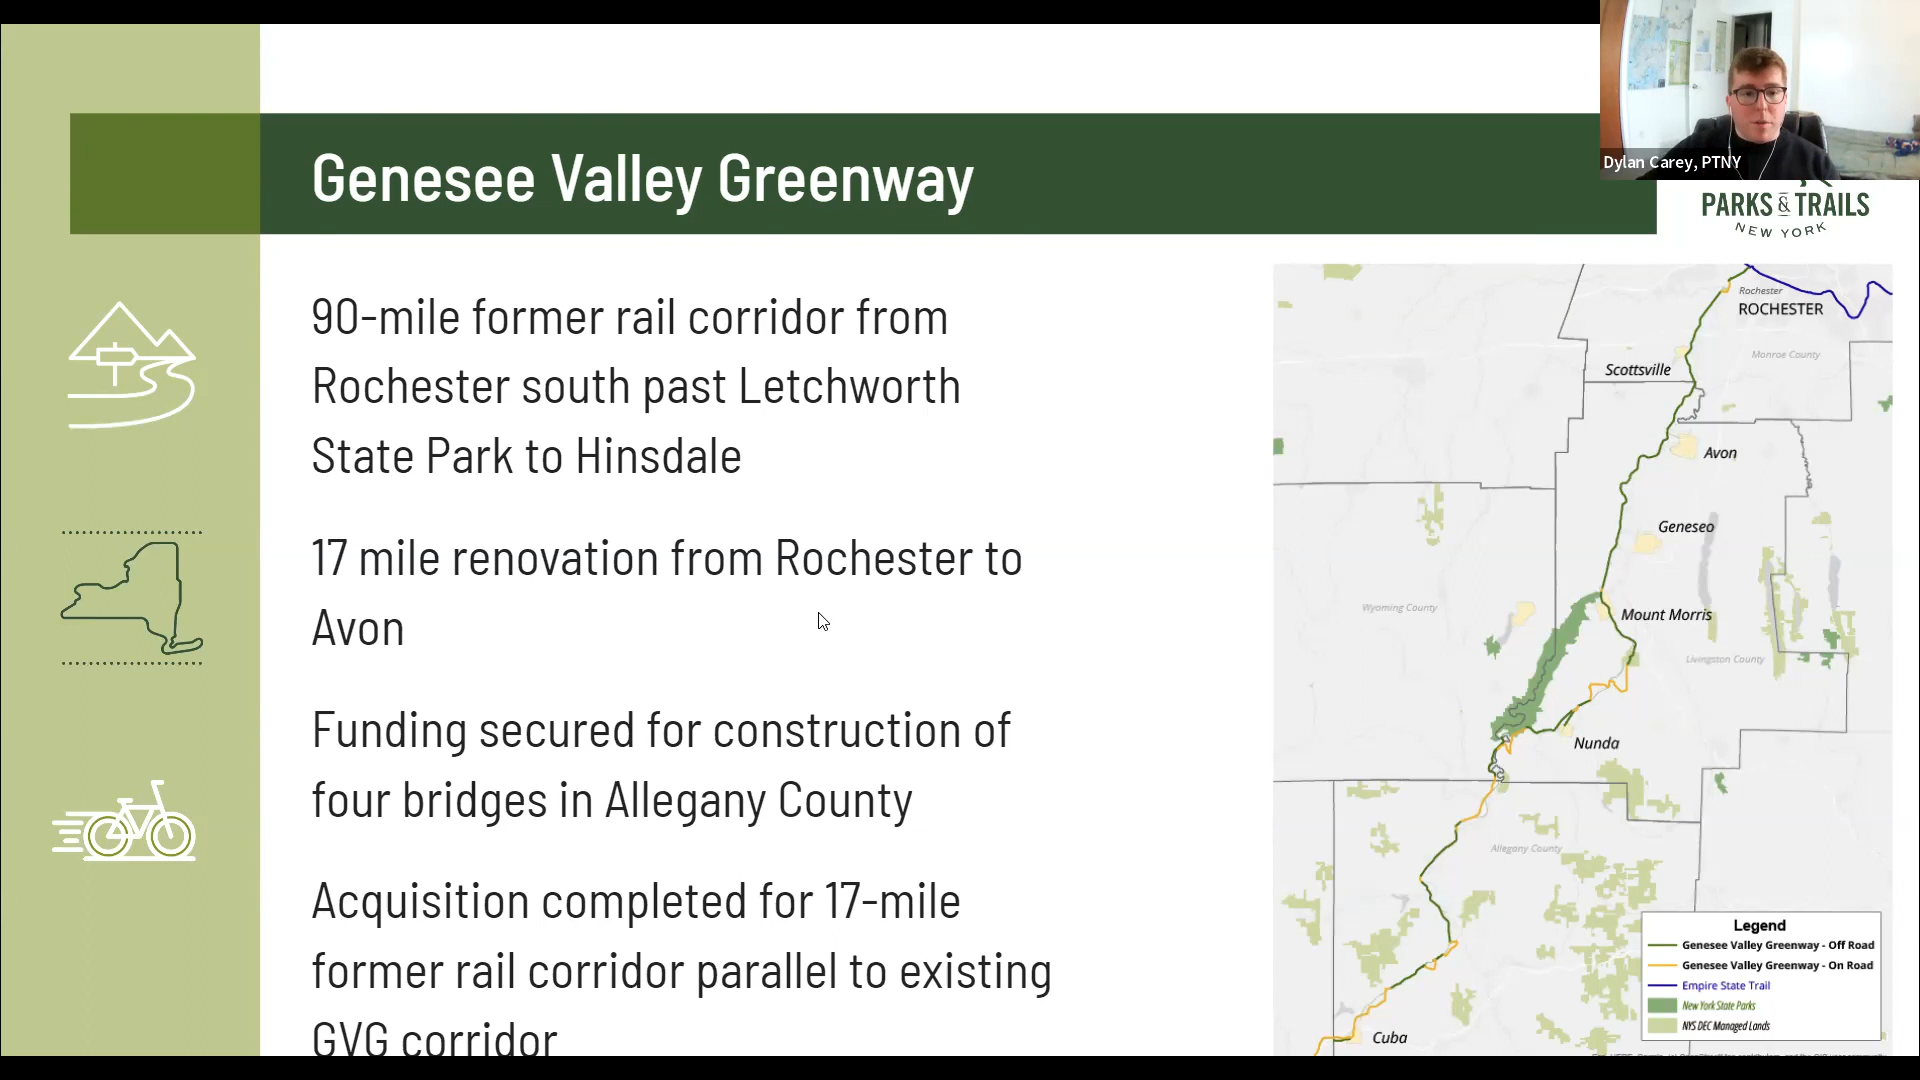 Dylan Carey, PTNY
Genesee Valley Greenway
PARKS & TRAILS
NEW YORK
90-mile former rail corridor from
Rochester south past Letchworth
State Park to Hinsdale
17 mile renovation from Rochester to
Avon
Funding secured for construction of
four bridges in Allegany County
Acquisition completed for 17-mile
former rail corridor parallel to existing
GVG corridor
Rochester
ROCHESTER
Monroe County
Scottsville
Avon
Geneseo
Wyoming County
Mount Morris
Livingston County
Nunda
Allegany County
Cuba
Legend
Genesee Valley Greenway - Off Road
Genesee Valley Greenway - On Road
Empire State Trail
New York State Parks
NYS DEC Managed Lands